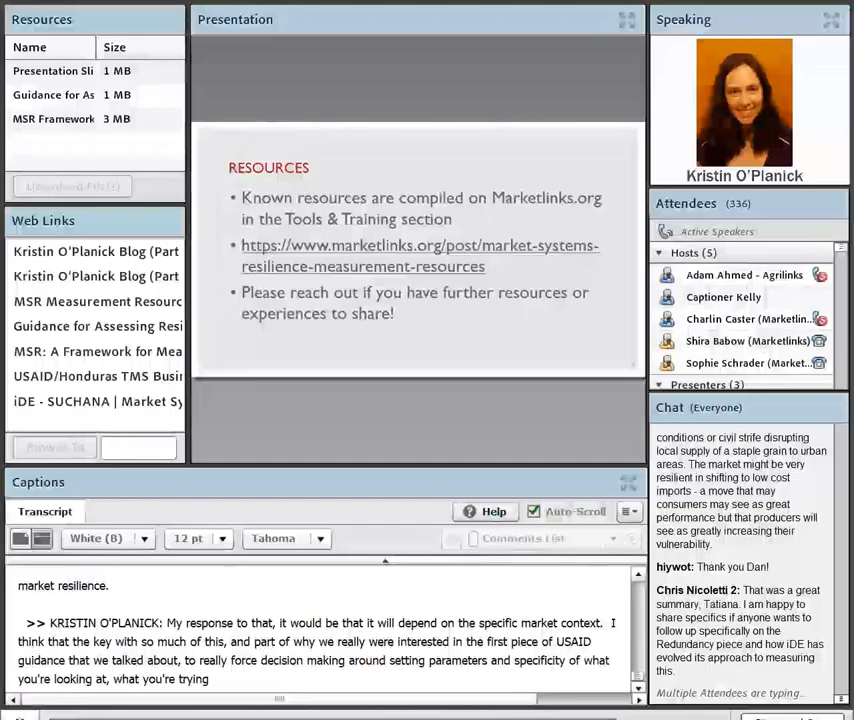 Resources
Name Size
Presentation Sli 1 MB
Guidance for As 1 MB
MSR Framework 3 MB
Download File(s)
Web Links
Kristin O'Planick Blog (Part
Kristin O'Planick Blog (Part
MSR Measurement Resourc
Guidance for Assessing Resi
MSR: A Framework for Mea
USAID/Honduras TMS Busin
iDE - SUCHANA | Market Sy
Browse To
Presentation
RESOURCES
• Known resources are compiled on Marketlinks.org
in the Tools & Training section
• https://www.marketlinks.org/post/market-systems-
resilience-measurement-resources
• Please reach out if you have further resources or
experiences to share!
Captions
Transcript
Help
Auto-Scroll
White (B)
12 pt
Tahoma
Comments List
market resilience.
>> KRISTIN O'PLANICK: My response to that, it would be that it will depend on the specific market context. I
think that the key with so much of this, and part of why we really were interested in the first piece of USAID
guidance that we talked about, to really force decision making around setting parameters and specificity of what
you're looking at, what you're trying
Speaking
Kristin O'Planick
Attendees (336)
Active Speakers
Hosts (5)
Adam Ahmed - Agrilinks
Captioner Kelly
Charlin Caster (Marketlin..
Shira Babow (Marketlinks)
Sophie Schrader (Market...
Presenters (3)
Chat (Everyone)
conditions or civil strife disrupting
local supply of a staple grain to urban
areas. The market might be very
resilient in shifting to low cost
imports - a move that may
consumers may see as great
performance but that producers will
see as greatly increasing their
vulnerability.
hiywot: Thank you Dan!
Chris Nicoletti 2: That was a great
summary, Tatiana. I am happy to
share specifics if anyone wants to
follow up specifically on the
Redundancy piece and how iDE has
evolved its approach to measuring
this.
Multiple Attendees are typing...